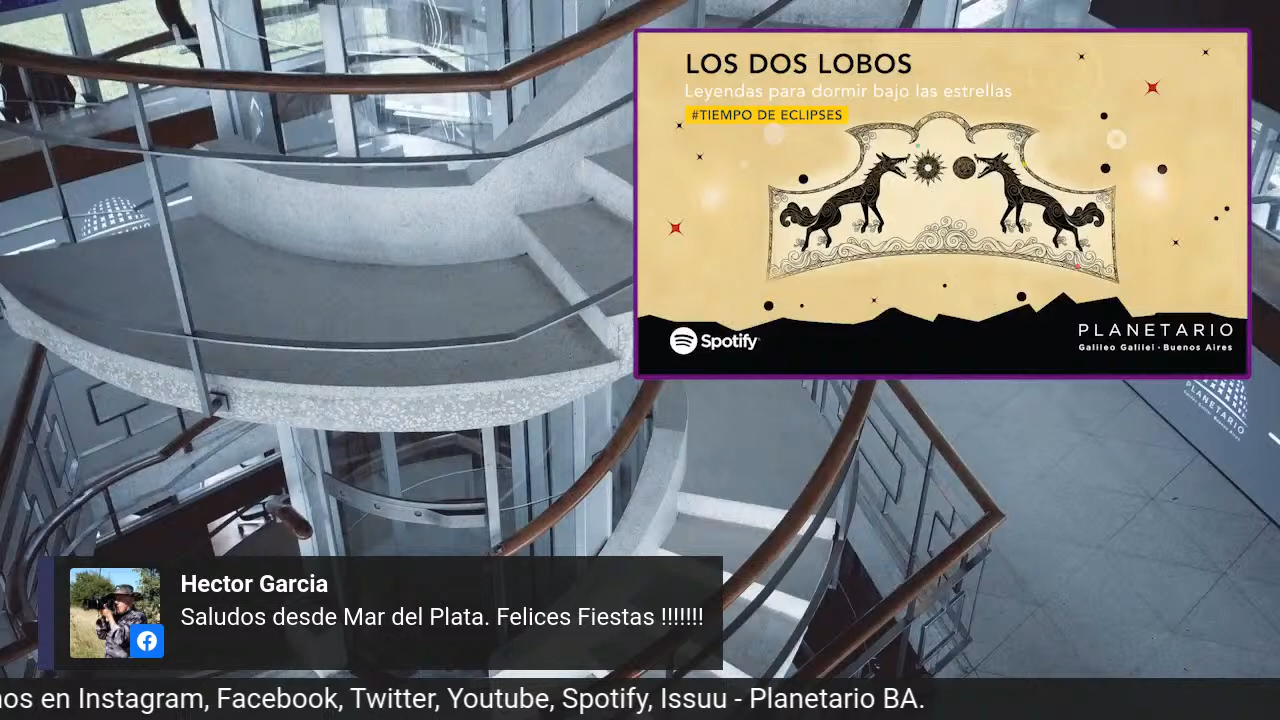 LOS DOS LOBOS
Leyendas para dormir bajo las estrellas
#TIEMPO DE ECLIPSES
Spotify
PLANETARIO
Galileo Galilei · Buenos Aires
PLANETARIO
Hector Garcia
Saludos desde Mar del Plata. Felices Fiestas !!!!!!!
en Instagram, Facebook, Twitter, Youtube, Spotify, Issuu - Planetario BA.